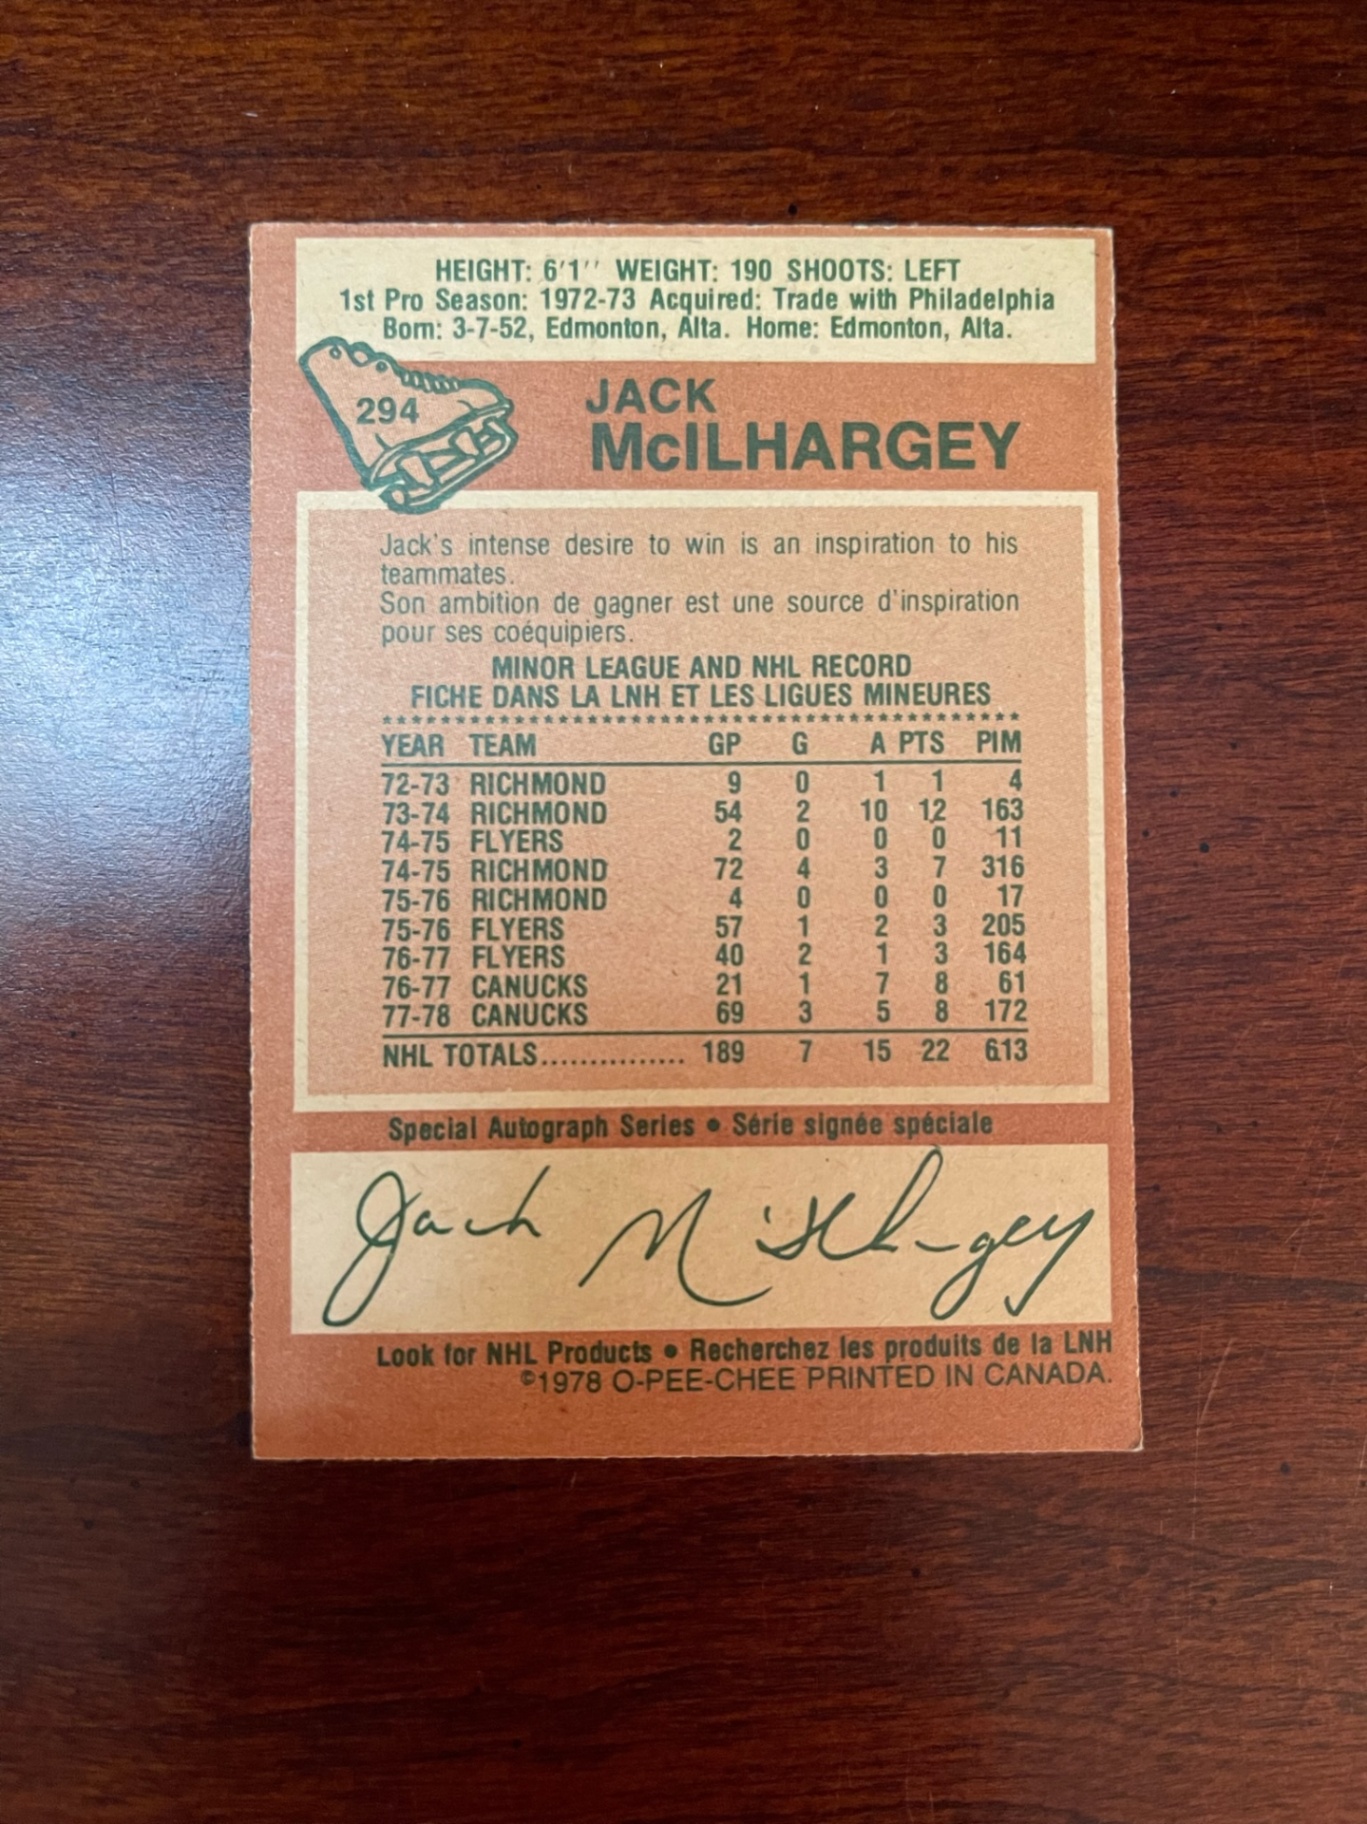 HEIGHT: 6'1'' WEIGHT: 190 SHOOTS: LEFT
1st Pro Season: 1972-73 Acquired: Trade with Philadelphia
Born: 3-7-52, Edmonton, Alta. Home: Edmonton, Alta.
294
JACK
McILHARGEY
Jack's intense desire to win is an inspiration to his
teammates.
Son ambition de gagner est une source d'inspiration
pour ses coéquipiers.
MINOR LEAGUE AND NHL RECORD
FICHE DANS LA LNH ET LES LIGUES MINEURES
YEAR TEAM GP G A PTS PIM
72-73 RICHMOND 9 0 1 1 4
73-74 RICHMOND 54 2 10 12 163
74-75 FLYERS 2 0 0 0 11
74-75 RICHMOND 72 4 3 7 316
75-76 RICHMOND 4 0 0 0 17
75-76 FLYERS 57 1 2 3 205
76-77 FLYERS 40 2 1 3 164
76-77 CANUCKS 21 1 7 8 61
77-78 CANUCKS 69 3 5 8 172
NHL TOTALS............... 189 7 15 22 613
Special Autograph Series • Série signée spéciale
Jack McIlhargey
Look for NHL Products • Recherchez les produits de la LNH
©1978 O-PEE-CHEE PRINTED IN CANADA.